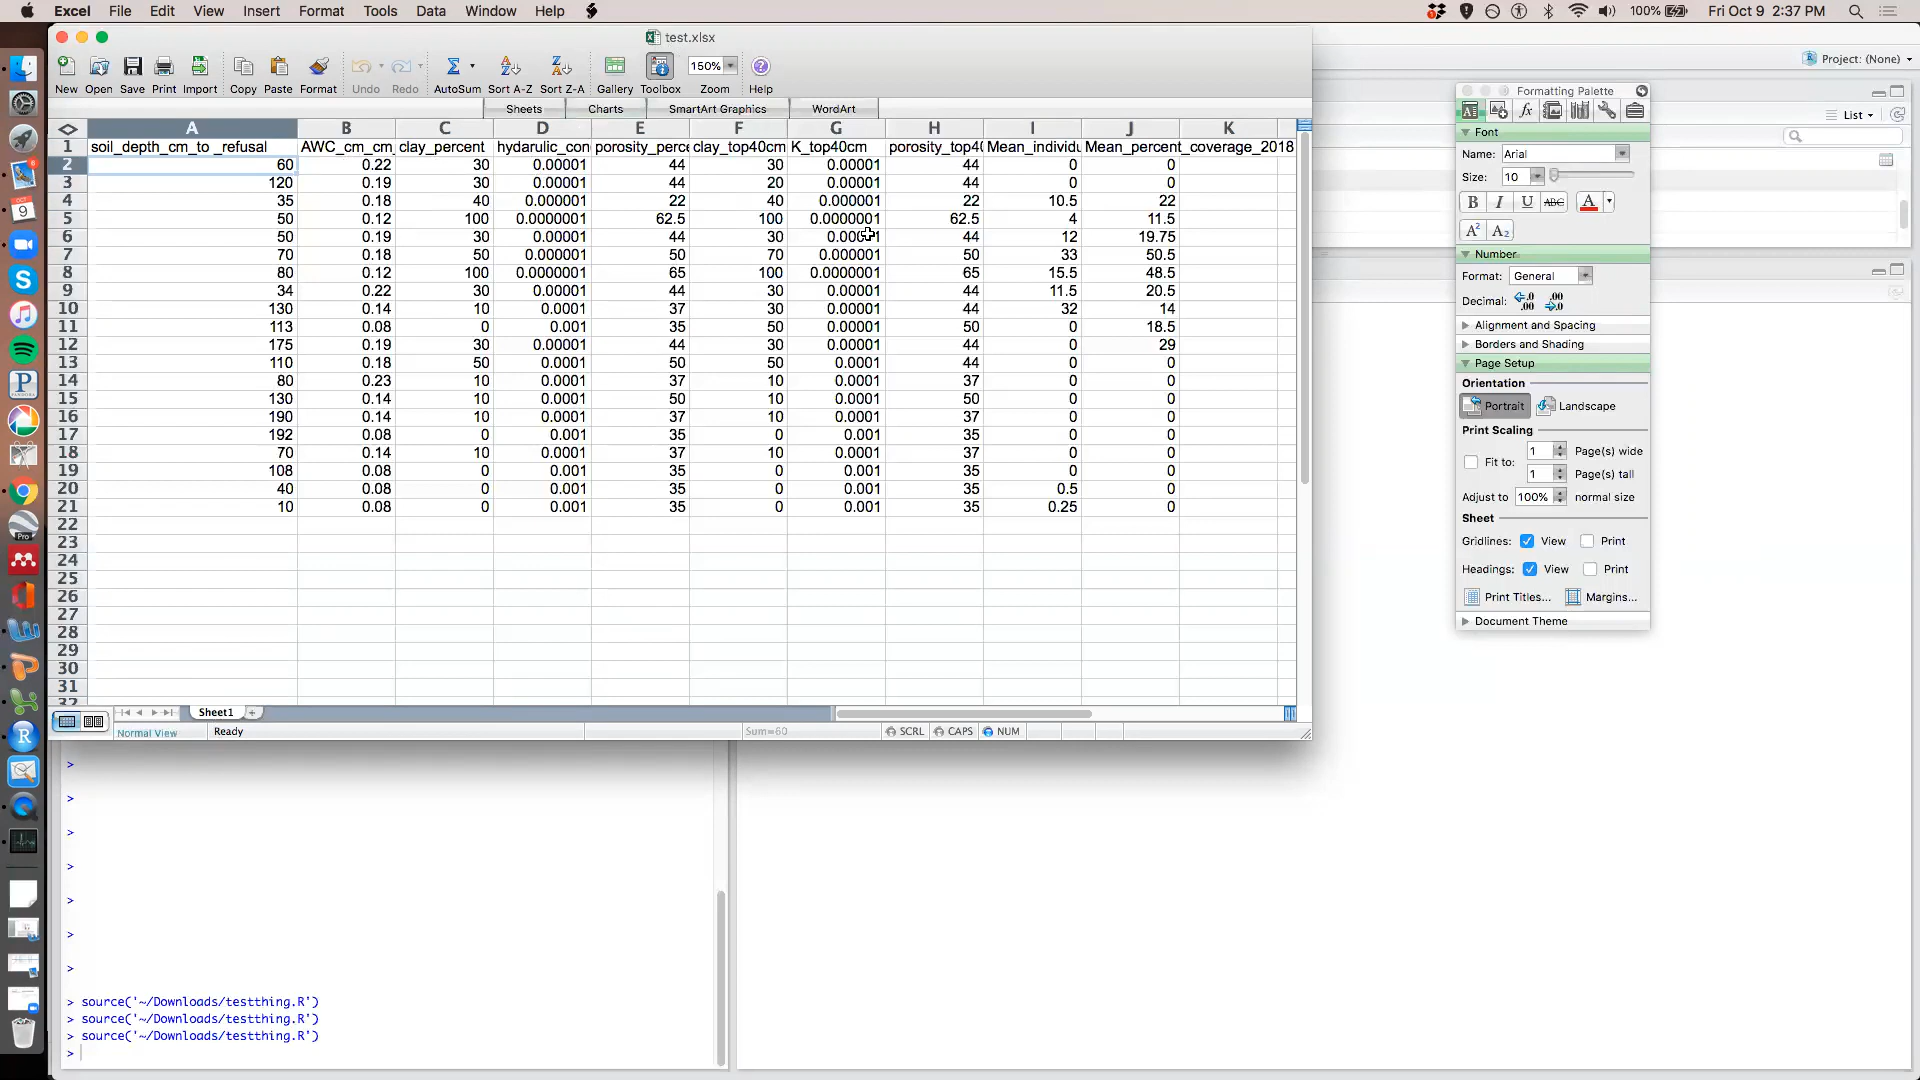 Excel File Edit View Insert Format Tools Data Window Help 100% Fri Oct 9 2:37 PM
test.xlsx
Project: (None)
150%
New Open Save Print Import Copy Paste Format Undo Redo AutoSum Sort A-Z Sort Z-A Gallery Toolbox Zoom Help
Sheets Charts SmartArt Graphics WordArt
A B C D E F G H I J K
1 soil_depth_cm_to _refusal AWC_cm_cm_ clay_percent hydarulic_con porosity_perce clay_top40cm K_top40cm porosity_top40 Mean_individu Mean_percent_coverage_2018
2 60 0.22 30 0.00001 44 30 0.00001 44 0 0
3 120 0.19 30 0.00001 44 20 0.00001 44 0 0
4 35 0.18 40 0.000001 22 40 0.000001 22 10.5 22
5 50 0.12 100 0.0000001 62.5 100 0.0000001 62.5 4 11.5
6 50 0.19 30 0.00001 44 30 0.00001 44 12 19.75
7 70 0.18 50 0.000001 50 70 0.000001 50 33 50.5
8 80 0.12 100 0.0000001 65 100 0.0000001 65 15.5 48.5
9 34 0.22 30 0.00001 44 30 0.00001 44 11.5 20.5
10 130 0.14 10 0.0001 37 30 0.00001 44 32 14
11 113 0.08 0 0.001 35 50 0.00001 50 0 18.5
12 175 0.19 30 0.00001 44 30 0.00001 44 0 29
13 110 0.18 50 0.0001 50 50 0.0001 44 0 0
14 80 0.23 10 0.0001 37 10 0.0001 37 0 0
15 130 0.14 10 0.0001 50 10 0.0001 50 0 0
16 190 0.14 10 0.0001 37 10 0.0001 37 0 0
17 192 0.08 0 0.001 35 0 0.001 35 0 0
18 70 0.14 10 0.0001 37 10 0.0001 37 0 0
19 108 0.08 0 0.001 35 0 0.001 35 0 0
20 40 0.08 0 0.001 35 0 0.001 35 0.5 0
21 10 0.08 0 0.001 35 0 0.001 35 0.25 0
22
23
24
25
26
27
28
29
30
31
32
Sheet1
Normal View Ready Sum=60 SCRL CAPS NUM
Formatting Palette
List
Font
Name: Arial
Size: 10
B I U ABC A
A² A₂
Number
Format: General
Decimal:
Alignment and Spacing
Borders and Shading
Page Setup
Orientation
Portrait Landscape
Print Scaling
1 Page(s) wide
Fit to:
1 Page(s) tall
Adjust to 100% normal size
Sheet
Gridlines: View Print
Headings: View Print
Print Titles... Margins...
Document Theme
>
>
>
>
>
>
>
> source('~/Downloads/testthing.R')
> source('~/Downloads/testthing.R')
> source('~/Downloads/testthing.R')
>